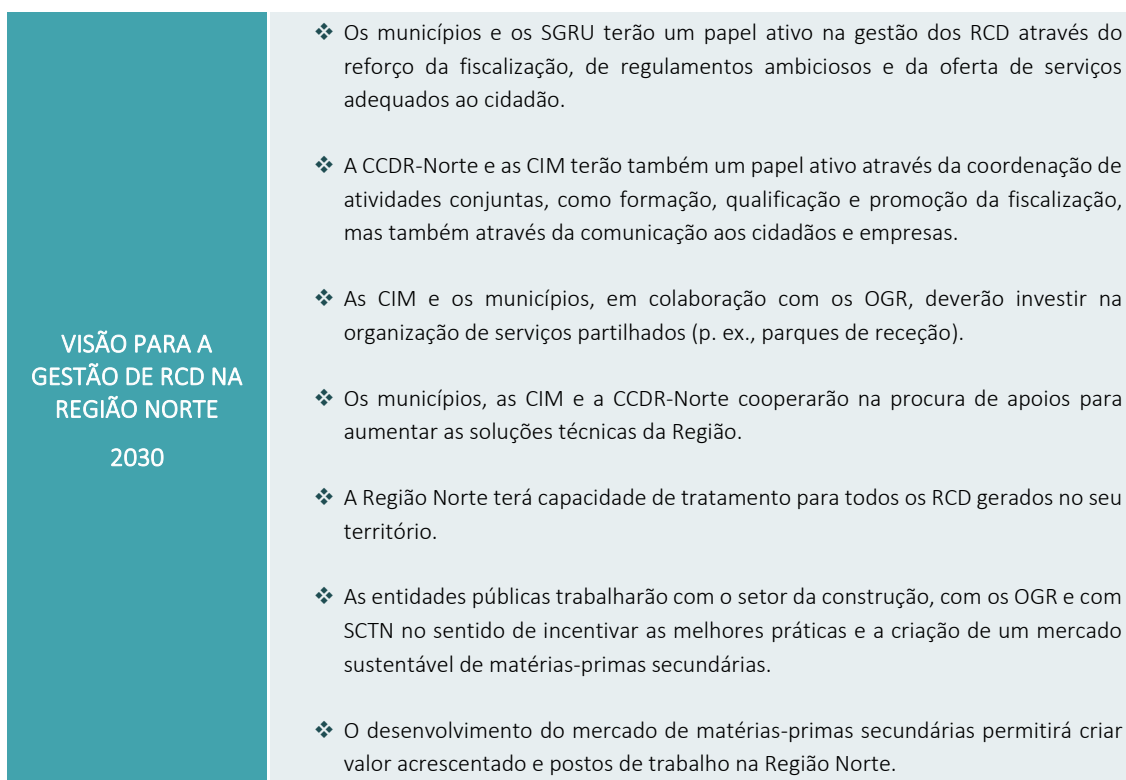 VISÃO PARA A
GESTÃO DE RCD NA
REGIÃO NORTE
2030
❖ Os municípios e os SGRU terão um papel ativo na gestão dos RCD através do
reforço da fiscalização, de regulamentos ambiciosos e da oferta de serviços
adequados ao cidadão.
❖ A CCDR-Norte e as CIM terão também um papel ativo através da coordenação de
atividades conjuntas, como formação, qualificação e promoção da fiscalização,
mas também através da comunicação aos cidadãos e empresas.
❖ As CIM e os municípios, em colaboração com os OGR, deverão investir na
organização de serviços partilhados (p. ex., parques de receção).
❖ Os municípios, as CIM e a CCDR-Norte cooperarão na procura de apoios para
aumentar as soluções técnicas da Região.
❖ A Região Norte terá capacidade de tratamento para todos os RCD gerados no seu
território.
❖ As entidades públicas trabalharão com o setor da construção, com os OGR e com
SCTN no sentido de incentivar as melhores práticas e a criação de um mercado
sustentável de matérias-primas secundárias.
❖ O desenvolvimento do mercado de matérias-primas secundárias permitirá criar
valor acrescentado e postos de trabalho na Região Norte.